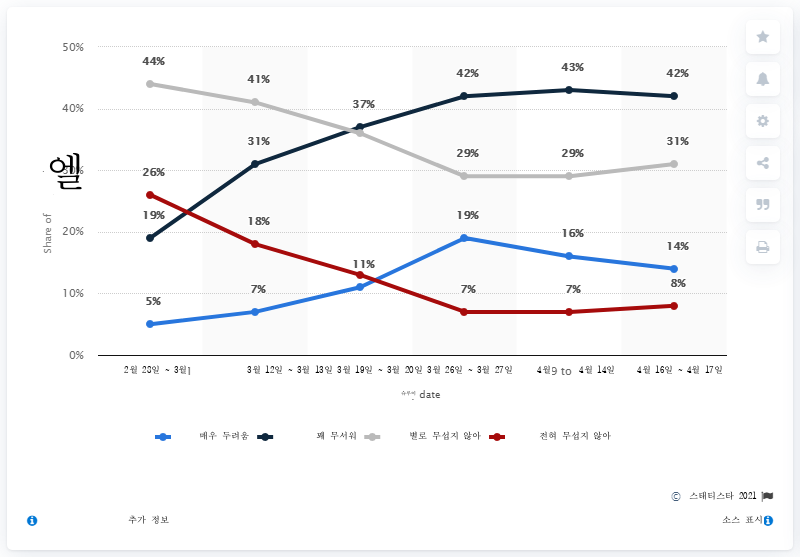 50%
44%
41%
37%
42%
43%
42%
40%
31%
29%
29%
31%
엘
26%
19%
18%
11%
19%
16%
14%
20%
Share of
5%
7%
7%
7%
8%
10%
0%
2월 28일 ~ 3월1
3월 12일 ~ 3월 13일
3월 19일 ~ 3월 20일
3월 26일 ~ 3월 27일
4월9 to 4월 14일
4월 16일 ~ 4월 17일
date
매우 두려움
꽤 무서워
별로 무섭지 않아
전혀 무섭지 않아
© 스태티스타 2021
추가 정보
소스 표시